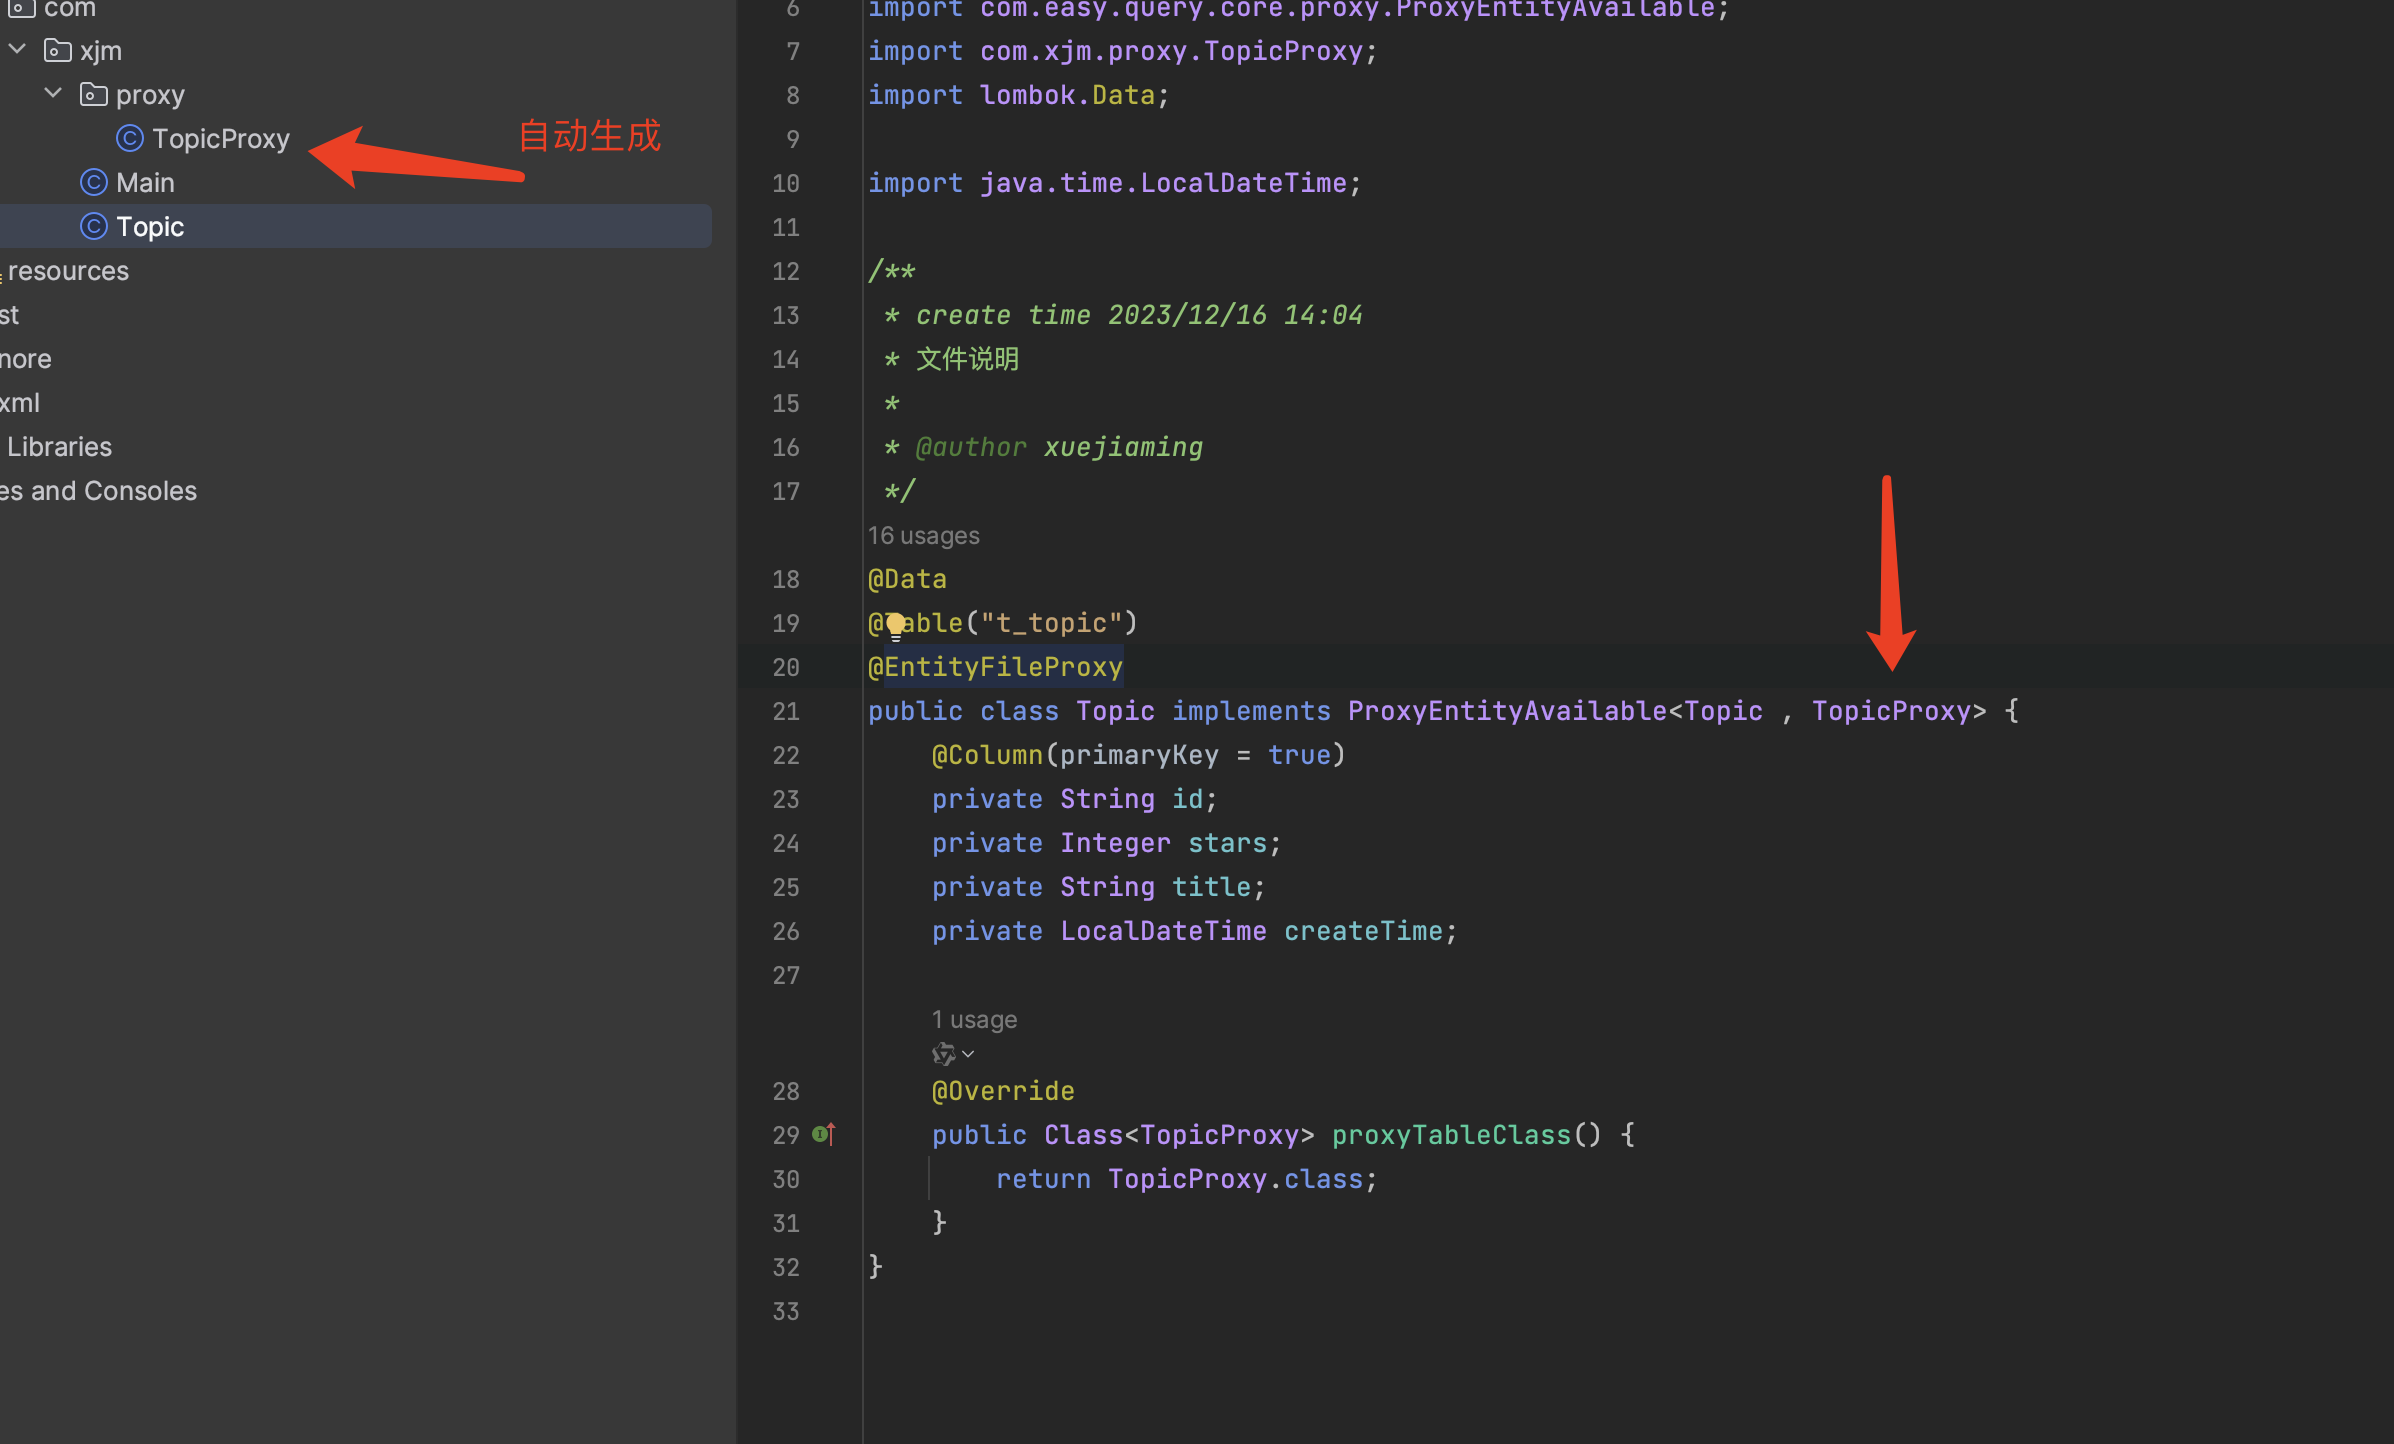 com
xjm
proxy
TopicProxy
自动生成
Main
Topic
resources
st
nore
xml
Libraries
es and Consoles
6 import com.easy.query.core.proxy.ProxyEntityAvailable;
7 import com.xjm.proxy.TopicProxy;
8 import lombok.Data;
9
10 import java.time.LocalDateTime;
11
12 /**
13 * create time 2023/12/16 14:04
14 * 文件说明
15 *
16 * @author xuejiaming
17 */
16 usages
18 @Data
19 @Table("t_topic")
20 @EntityFileProxy
21 public class Topic implements ProxyEntityAvailable<Topic , TopicProxy> {
22 @Column(primaryKey = true)
23 private String id;
24 private Integer stars;
25 private String title;
26 private LocalDateTime createTime;
27
1 usage
28 @Override
29 public Class<TopicProxy> proxyTableClass() {
30 return TopicProxy.class;
31 }
32 }
33